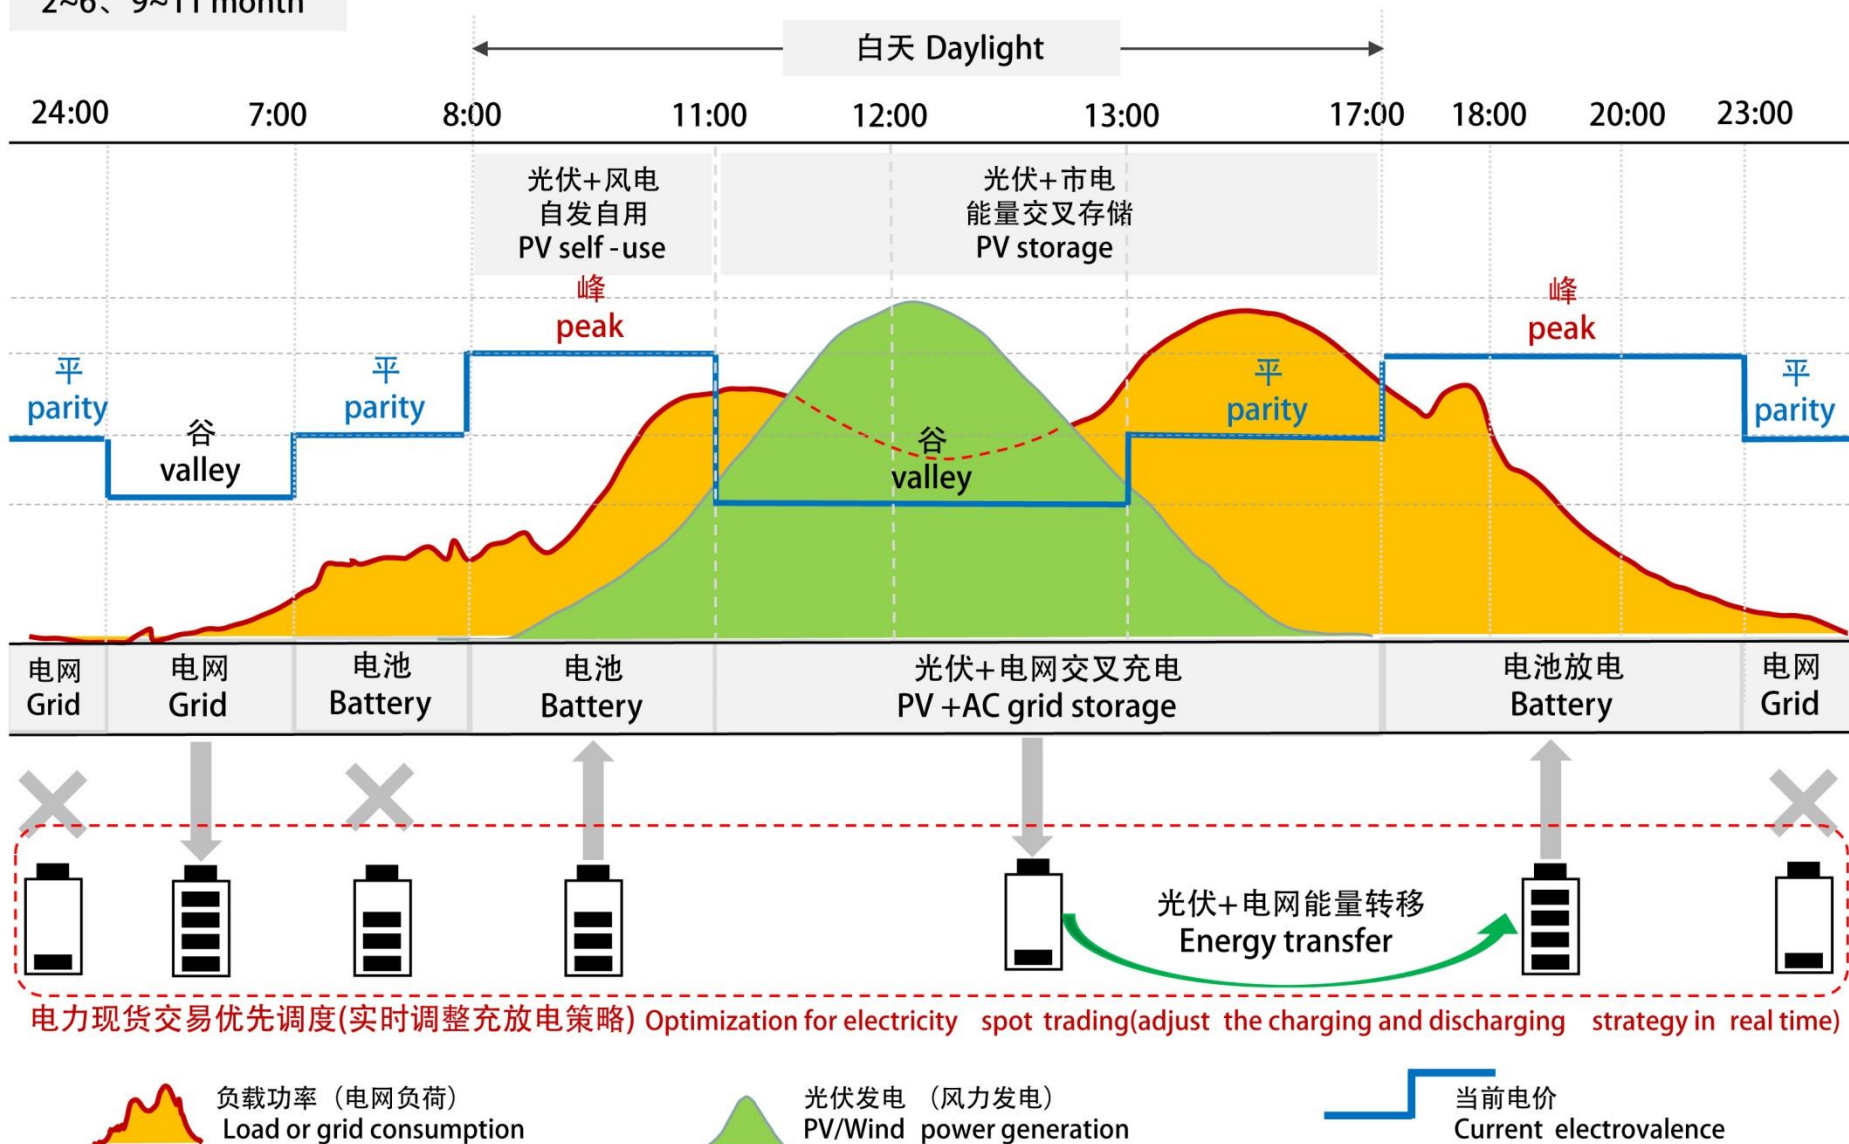 2~6、9~11 month
白天 Daylight
24:00 7:00 8:00 11:00 12:00 13:00 17:00 18:00 20:00 23:00
光伏+风电
自发自用
PV self-use
光伏+市电
能量交叉存储
PV storage
峰
peak
峰
peak
平
parity
谷
valley
平
parity
谷
valley
平
parity
平
parity
电网
Grid
电网
Grid
电池
Battery
电池
Battery
光伏+电网交叉充电
PV +AC grid storage
电池放电
Battery
电网
Grid
光伏+电网能量转移
Energy transfer
电力现货交易优先调度(实时调整充放电策略) Optimization for electricity spot trading(adjust the charging and discharging strategy in real time)
负载功率（电网负荷）
Load or grid consumption
光伏发电 （风力发电）
PV/Wind power generation
当前电价
Current electrovalence